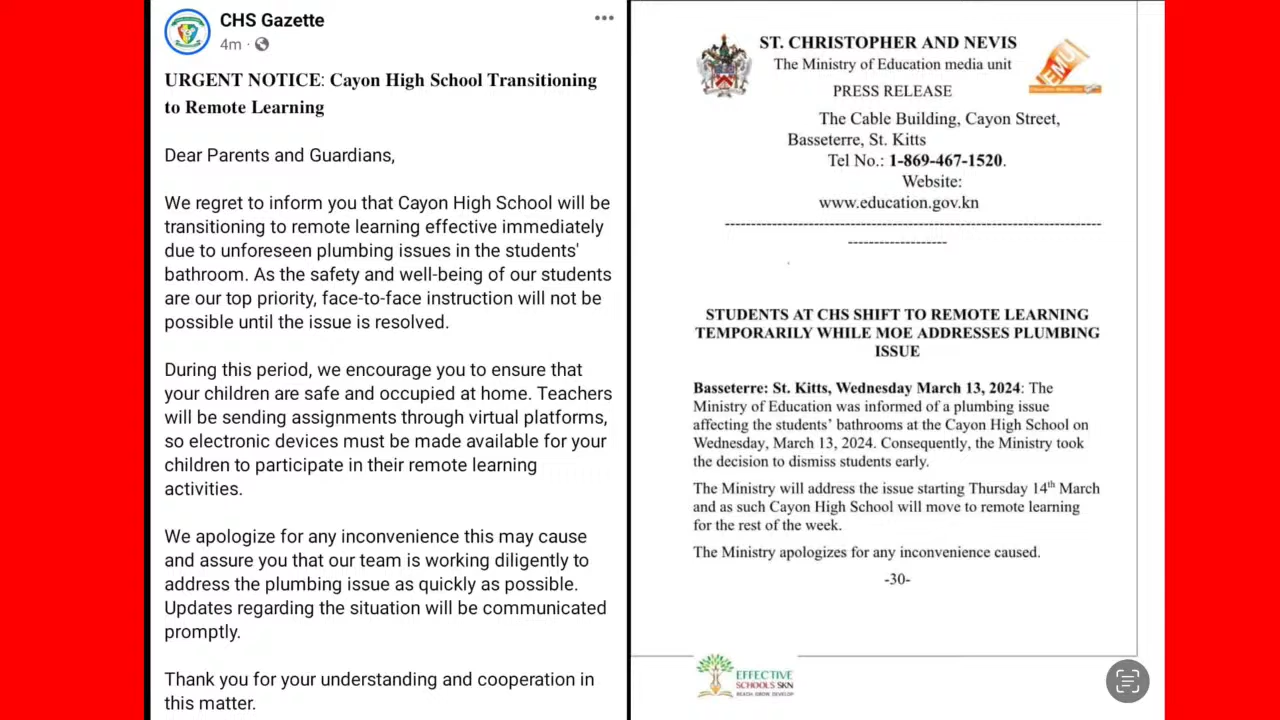 CHS Gazette
4m ·
URGENT NOTICE: Cayon High School Transitioning
to Remote Learning
Dear Parents and Guardians,
We regret to inform you that Cayon High School will be
transitioning to remote learning effective immediately
due to unforeseen plumbing issues in the students'
bathroom. As the safety and well-being of our students
are our top priority, face-to-face instruction will not be
possible until the issue is resolved.
During this period, we encourage you to ensure that
your children are safe and occupied at home. Teachers
will be sending assignments through virtual platforms,
so electronic devices must be made available for your
children to participate in their remote learning
activities.
We apologize for any inconvenience this may cause
and assure you that our team is working diligently to
address the plumbing issue as quickly as possible.
Updates regarding the situation will be communicated
promptly.
Thank you for your understanding and cooperation in
this matter.
ST. CHRISTOPHER AND NEVIS
The Ministry of Education media unit
EMU
PRESS RELEASE
The Cable Building, Cayon Street,
Basseterre, St. Kitts
Tel No.: 1-869-467-1520.
Website:
www.education.gov.kn
STUDENTS AT CHS SHIFT TO REMOTE LEARNING
TEMPORARILY WHILE MOE ADDRESSES PLUMBING
ISSUE
Basseterre: St. Kitts, Wednesday March 13, 2024: The
Ministry of Education was informed of a plumbing issue
affecting the students’ bathrooms at the Cayon High School on
Wednesday, March 13, 2024. Consequently, the Ministry took
the decision to dismiss students early.
The Ministry will address the issue starting Thursday 14th March
and as such Cayon High School will move to remote learning
for the rest of the week.
The Ministry apologizes for any inconvenience caused.
-30-
EFFECTIVE
SCHOOLS SKN
REACH. GROW. DEVELOP